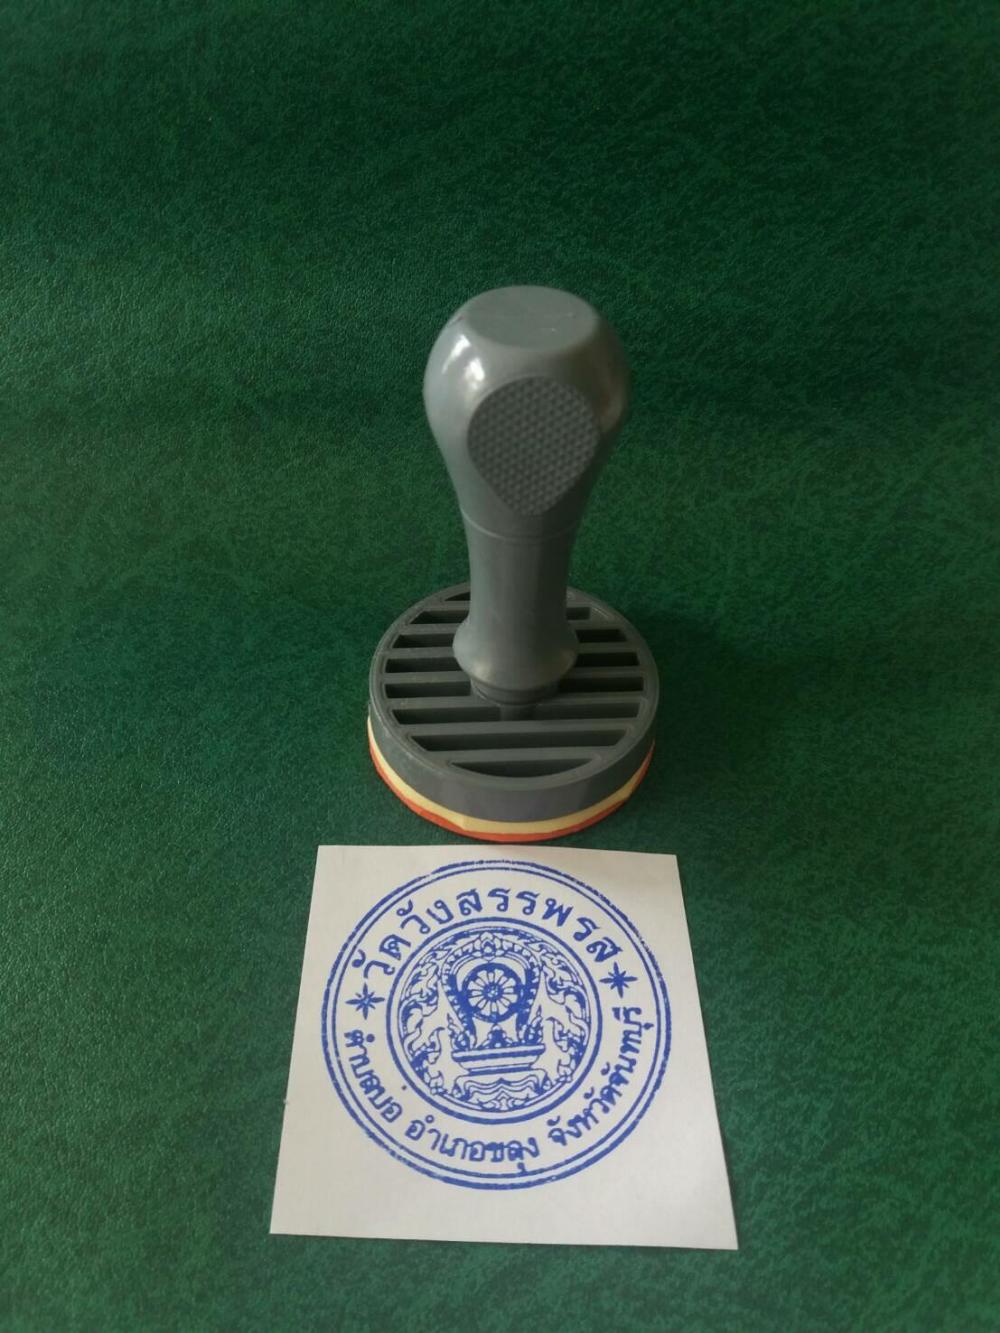 วัดวังสรรพรส
ตำบลบ่อ อำเภอขลุง จังหวัดจันทบุรี